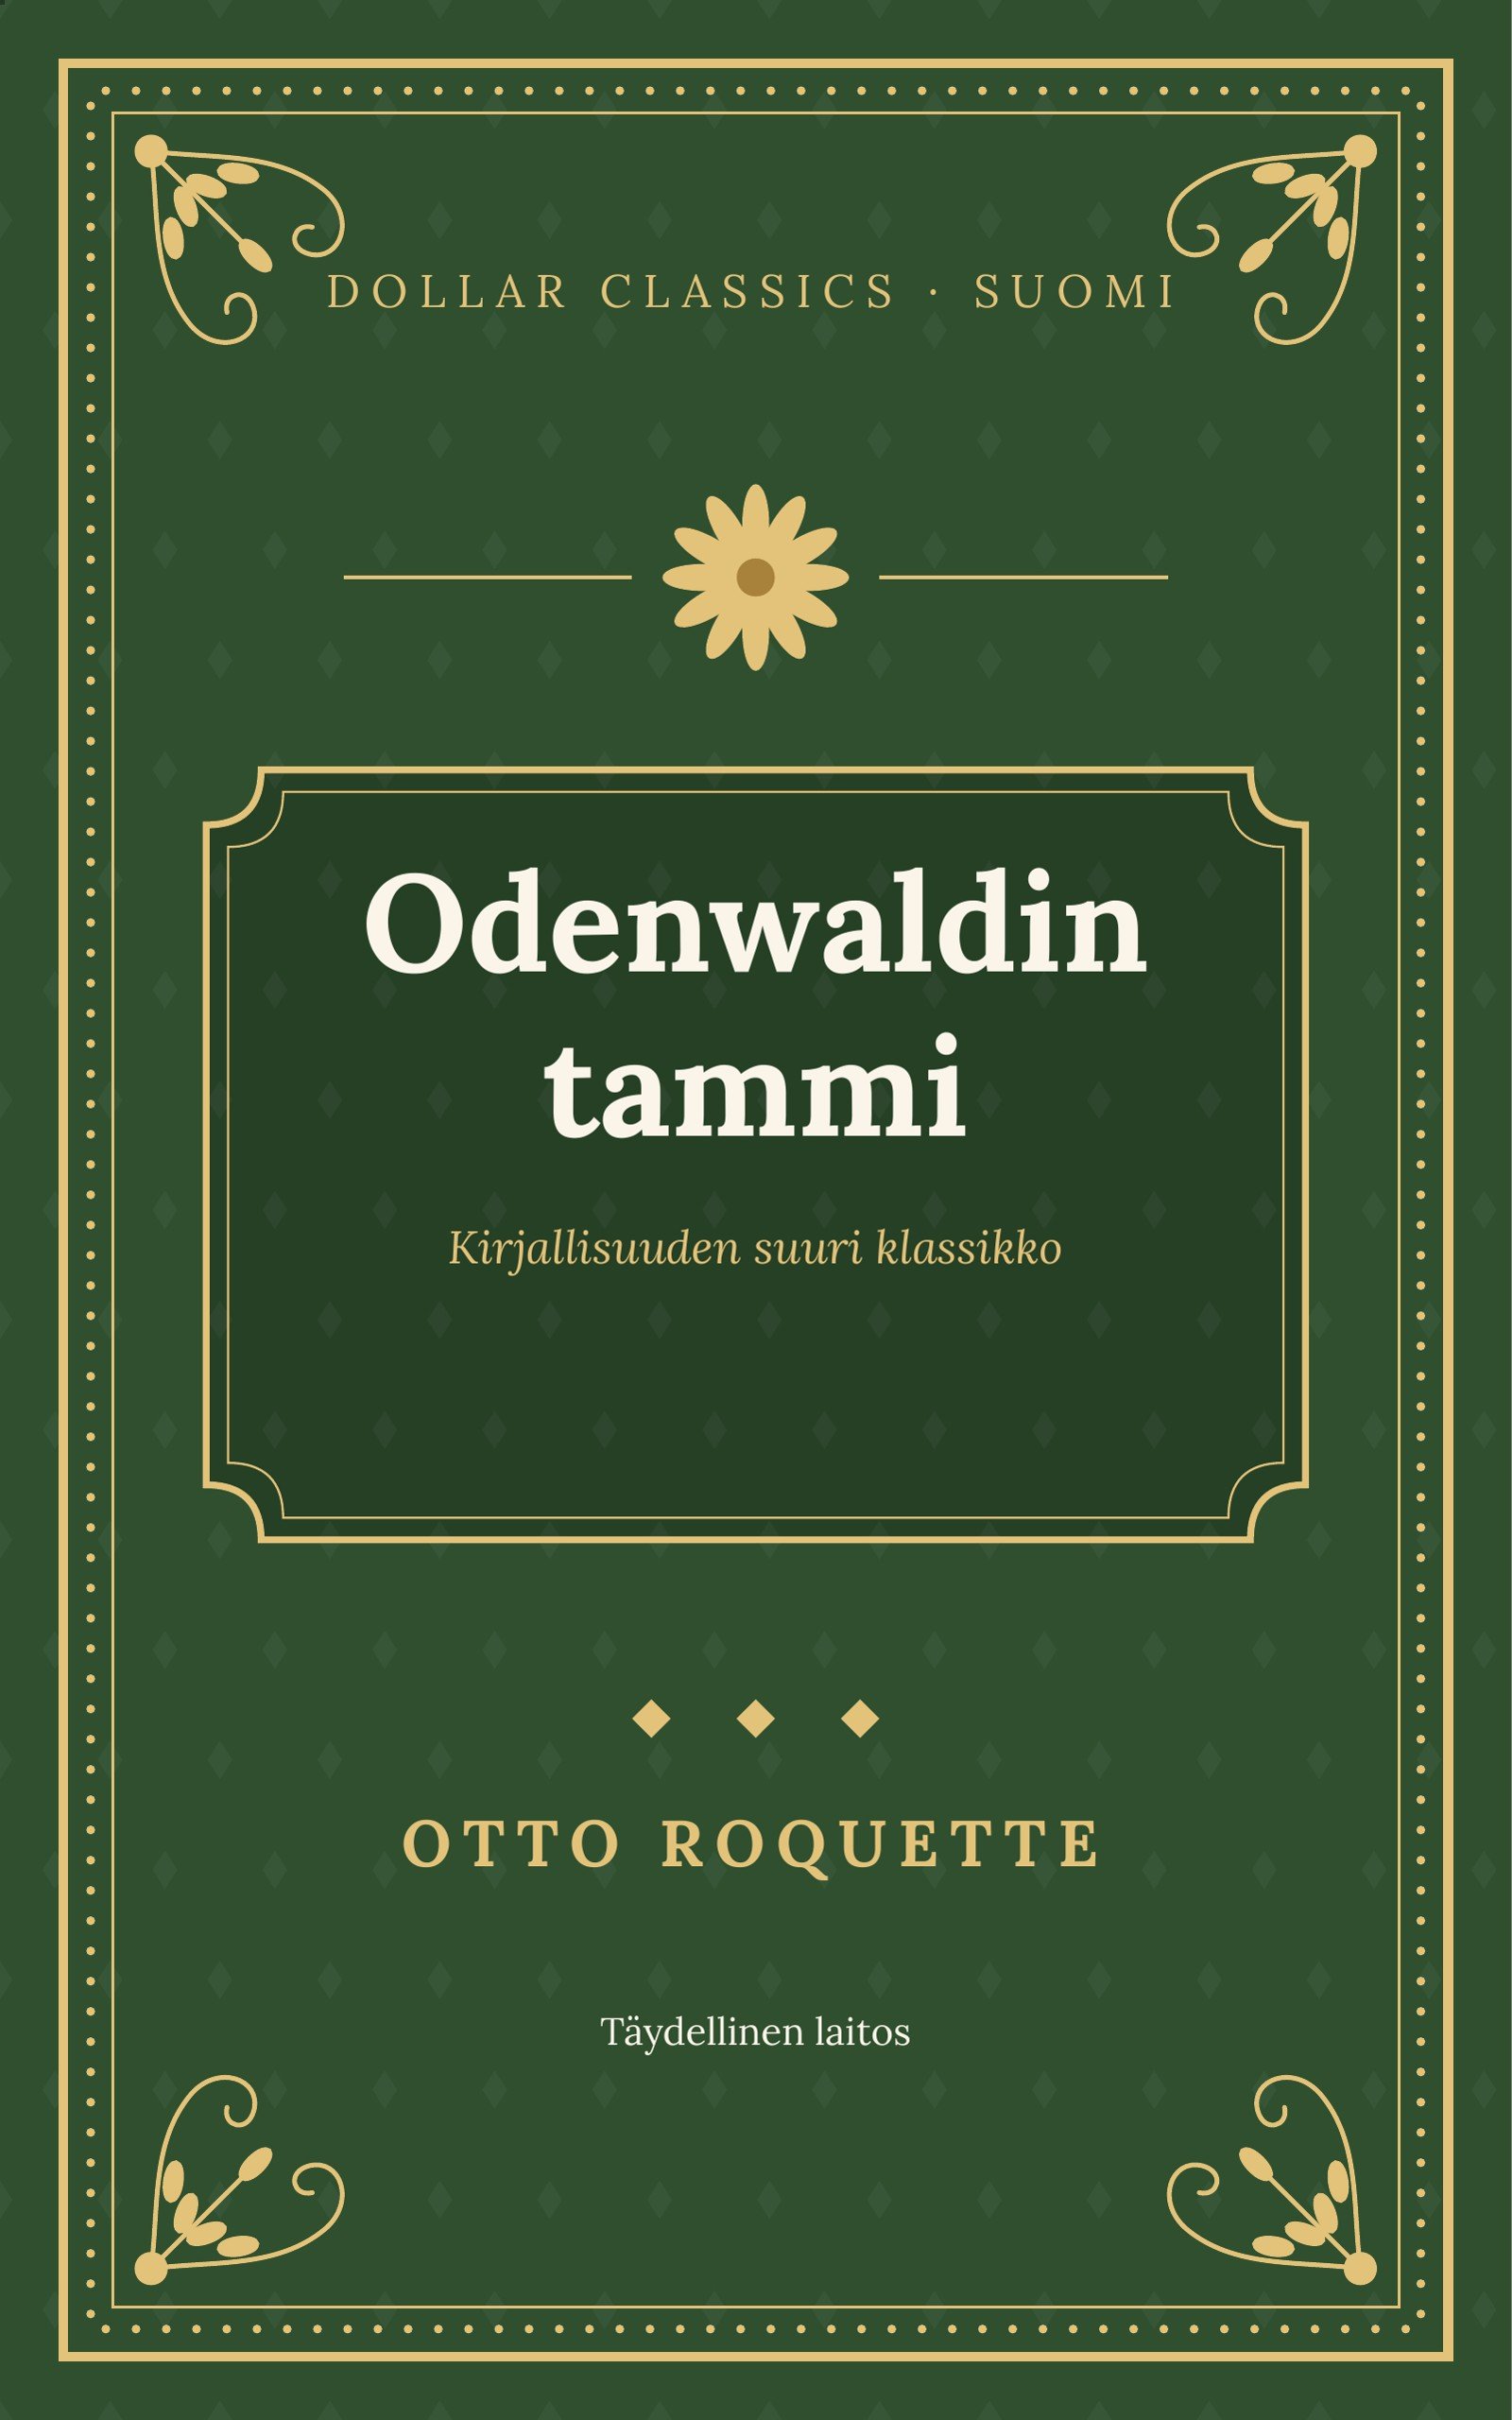 DOLLAR CLASSICS · SUOMI
Odenwaldin
tammi
Kirjallisuuden suuri klassikko
OTTO ROQUETTE
Täydellinen laitos